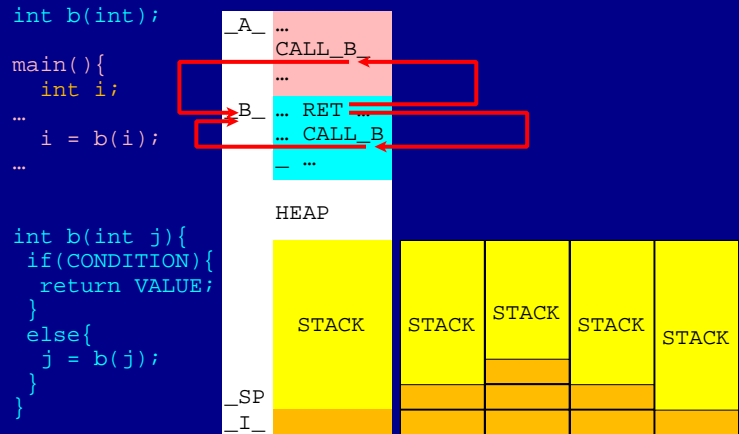 int b(int);
main(){
int i;
…
i = b(i);
…
int b(int j){
if(CONDITION){
return VALUE;
}
else{
j = b(j);
}
}
_A_ …
CALL_B_
…
_B_ … RET …
… CALL_B
_ …
HEAP
STACK
_SP
_I_
STACK
STACK
STACK
STACK